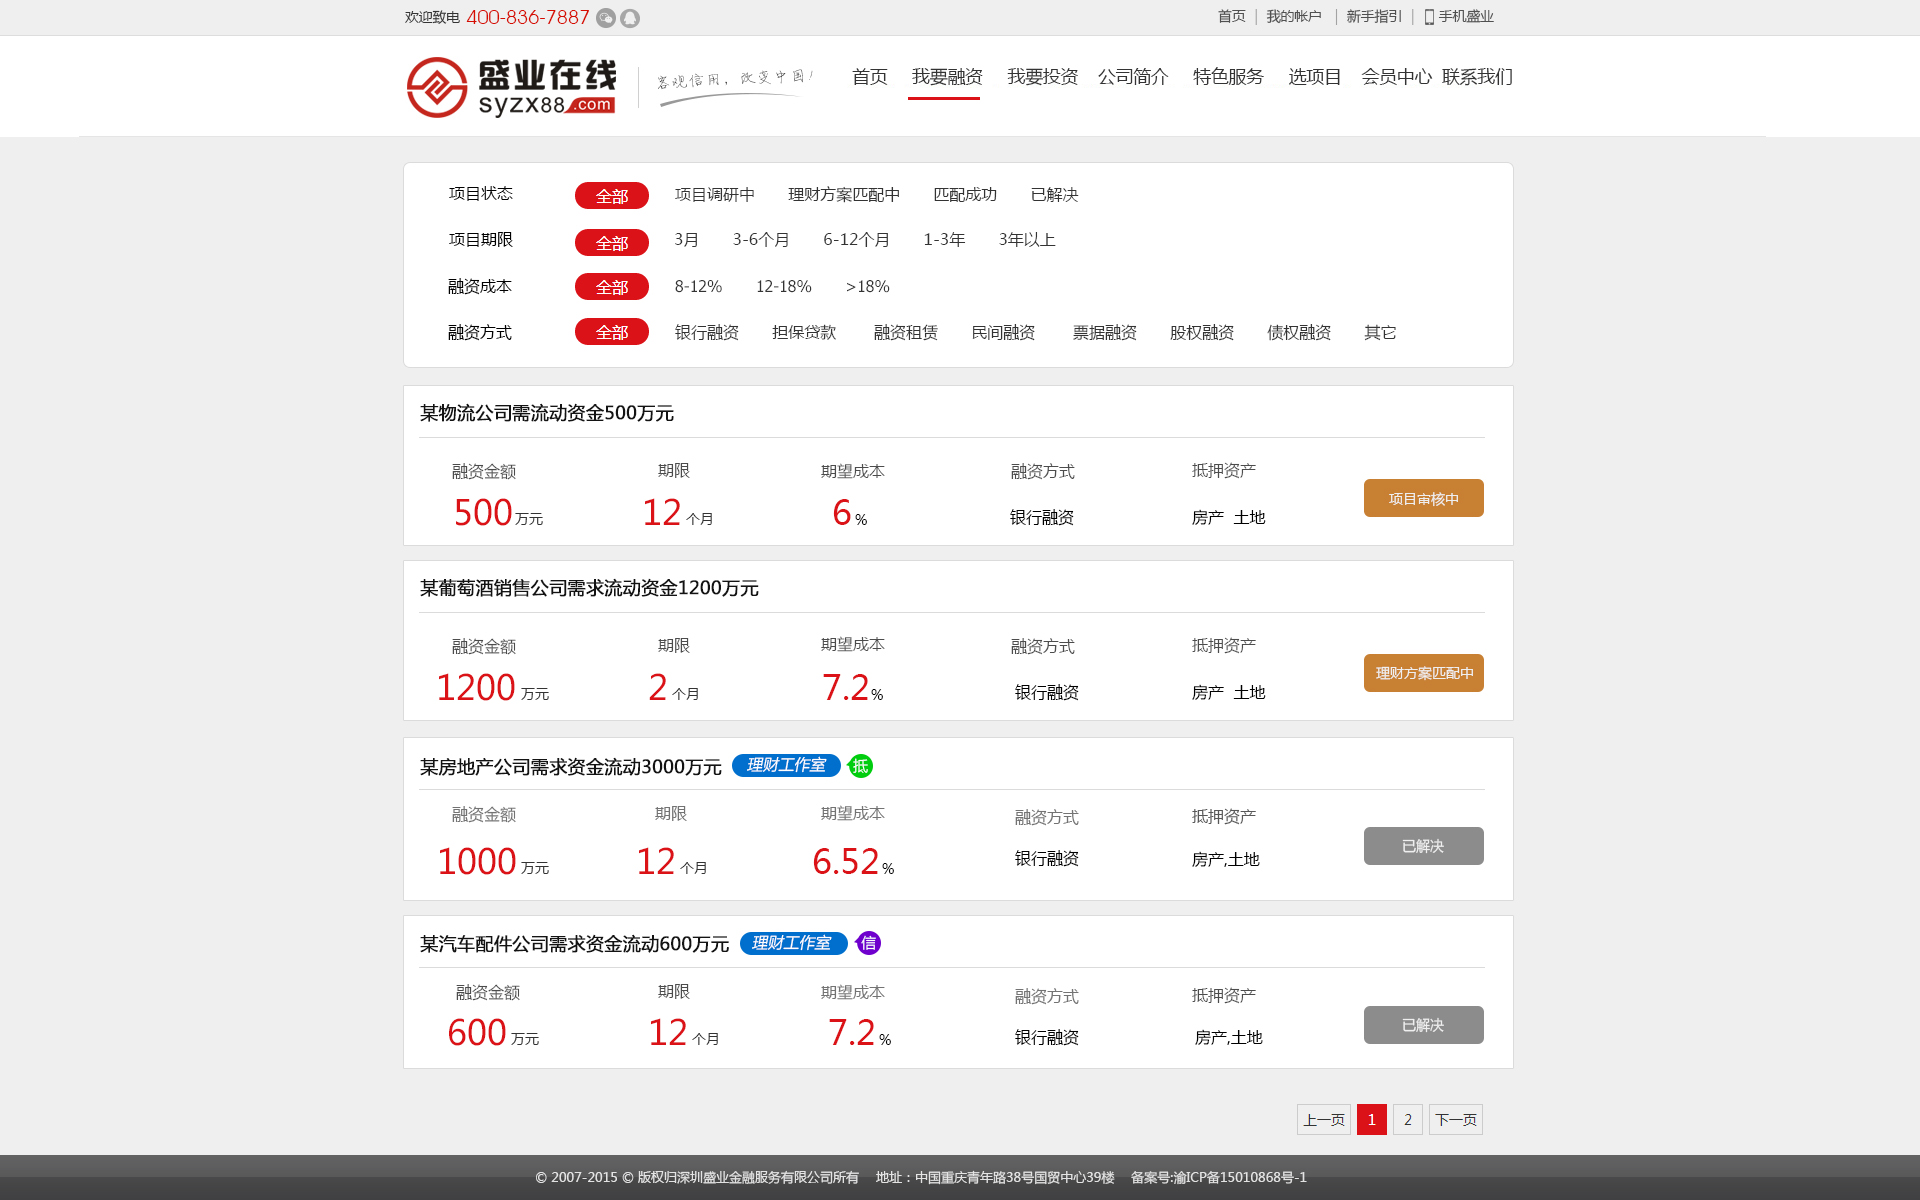 欢迎致电 400-836-7887
首页 | 我的帐户 | 新手指引 | 手机盛业
盛业在线
syzx88.com
客观信用，改变中国！
首页 我要融资 我要投资 公司简介 特色服务 选项目 会员中心 联系我们
项目状态 全部 项目调研中 理财方案匹配中 匹配成功 已解决
项目期限 全部 3月 3-6个月 6-12个月 1-3年 3年以上
融资成本 全部 8-12% 12-18% >18%
融资方式 全部 银行融资 担保贷款 融资租赁 民间融资 票据融资 股权融资 债权融资 其它
某物流公司需流动资金500万元
融资金额 期限 期望成本 融资方式 抵押资产
500万元 12个月 6% 银行融资 房产 土地 项目审核中
某葡萄酒销售公司需求流动资金1200万元
融资金额 期限 期望成本 融资方式 抵押资产
1200万元 2个月 7.2% 银行融资 房产 土地 理财方案匹配中
某房地产公司需求资金流动3000万元 理财工作室 抵
融资金额 期限 期望成本 融资方式 抵押资产
1000万元 12个月 6.52% 银行融资 房产,土地 已解决
某汽车配件公司需求资金流动600万元 理财工作室 信
融资金额 期限 期望成本 融资方式 抵押资产
600万元 12个月 7.2% 银行融资 房产,土地 已解决
上一页 1 2 下一页
© 2007-2015 © 版权归深圳盛业金融服务有限公司所有 地址：中国重庆青年路38号国贸中心39楼 备案号:渝ICP备15010868号-1